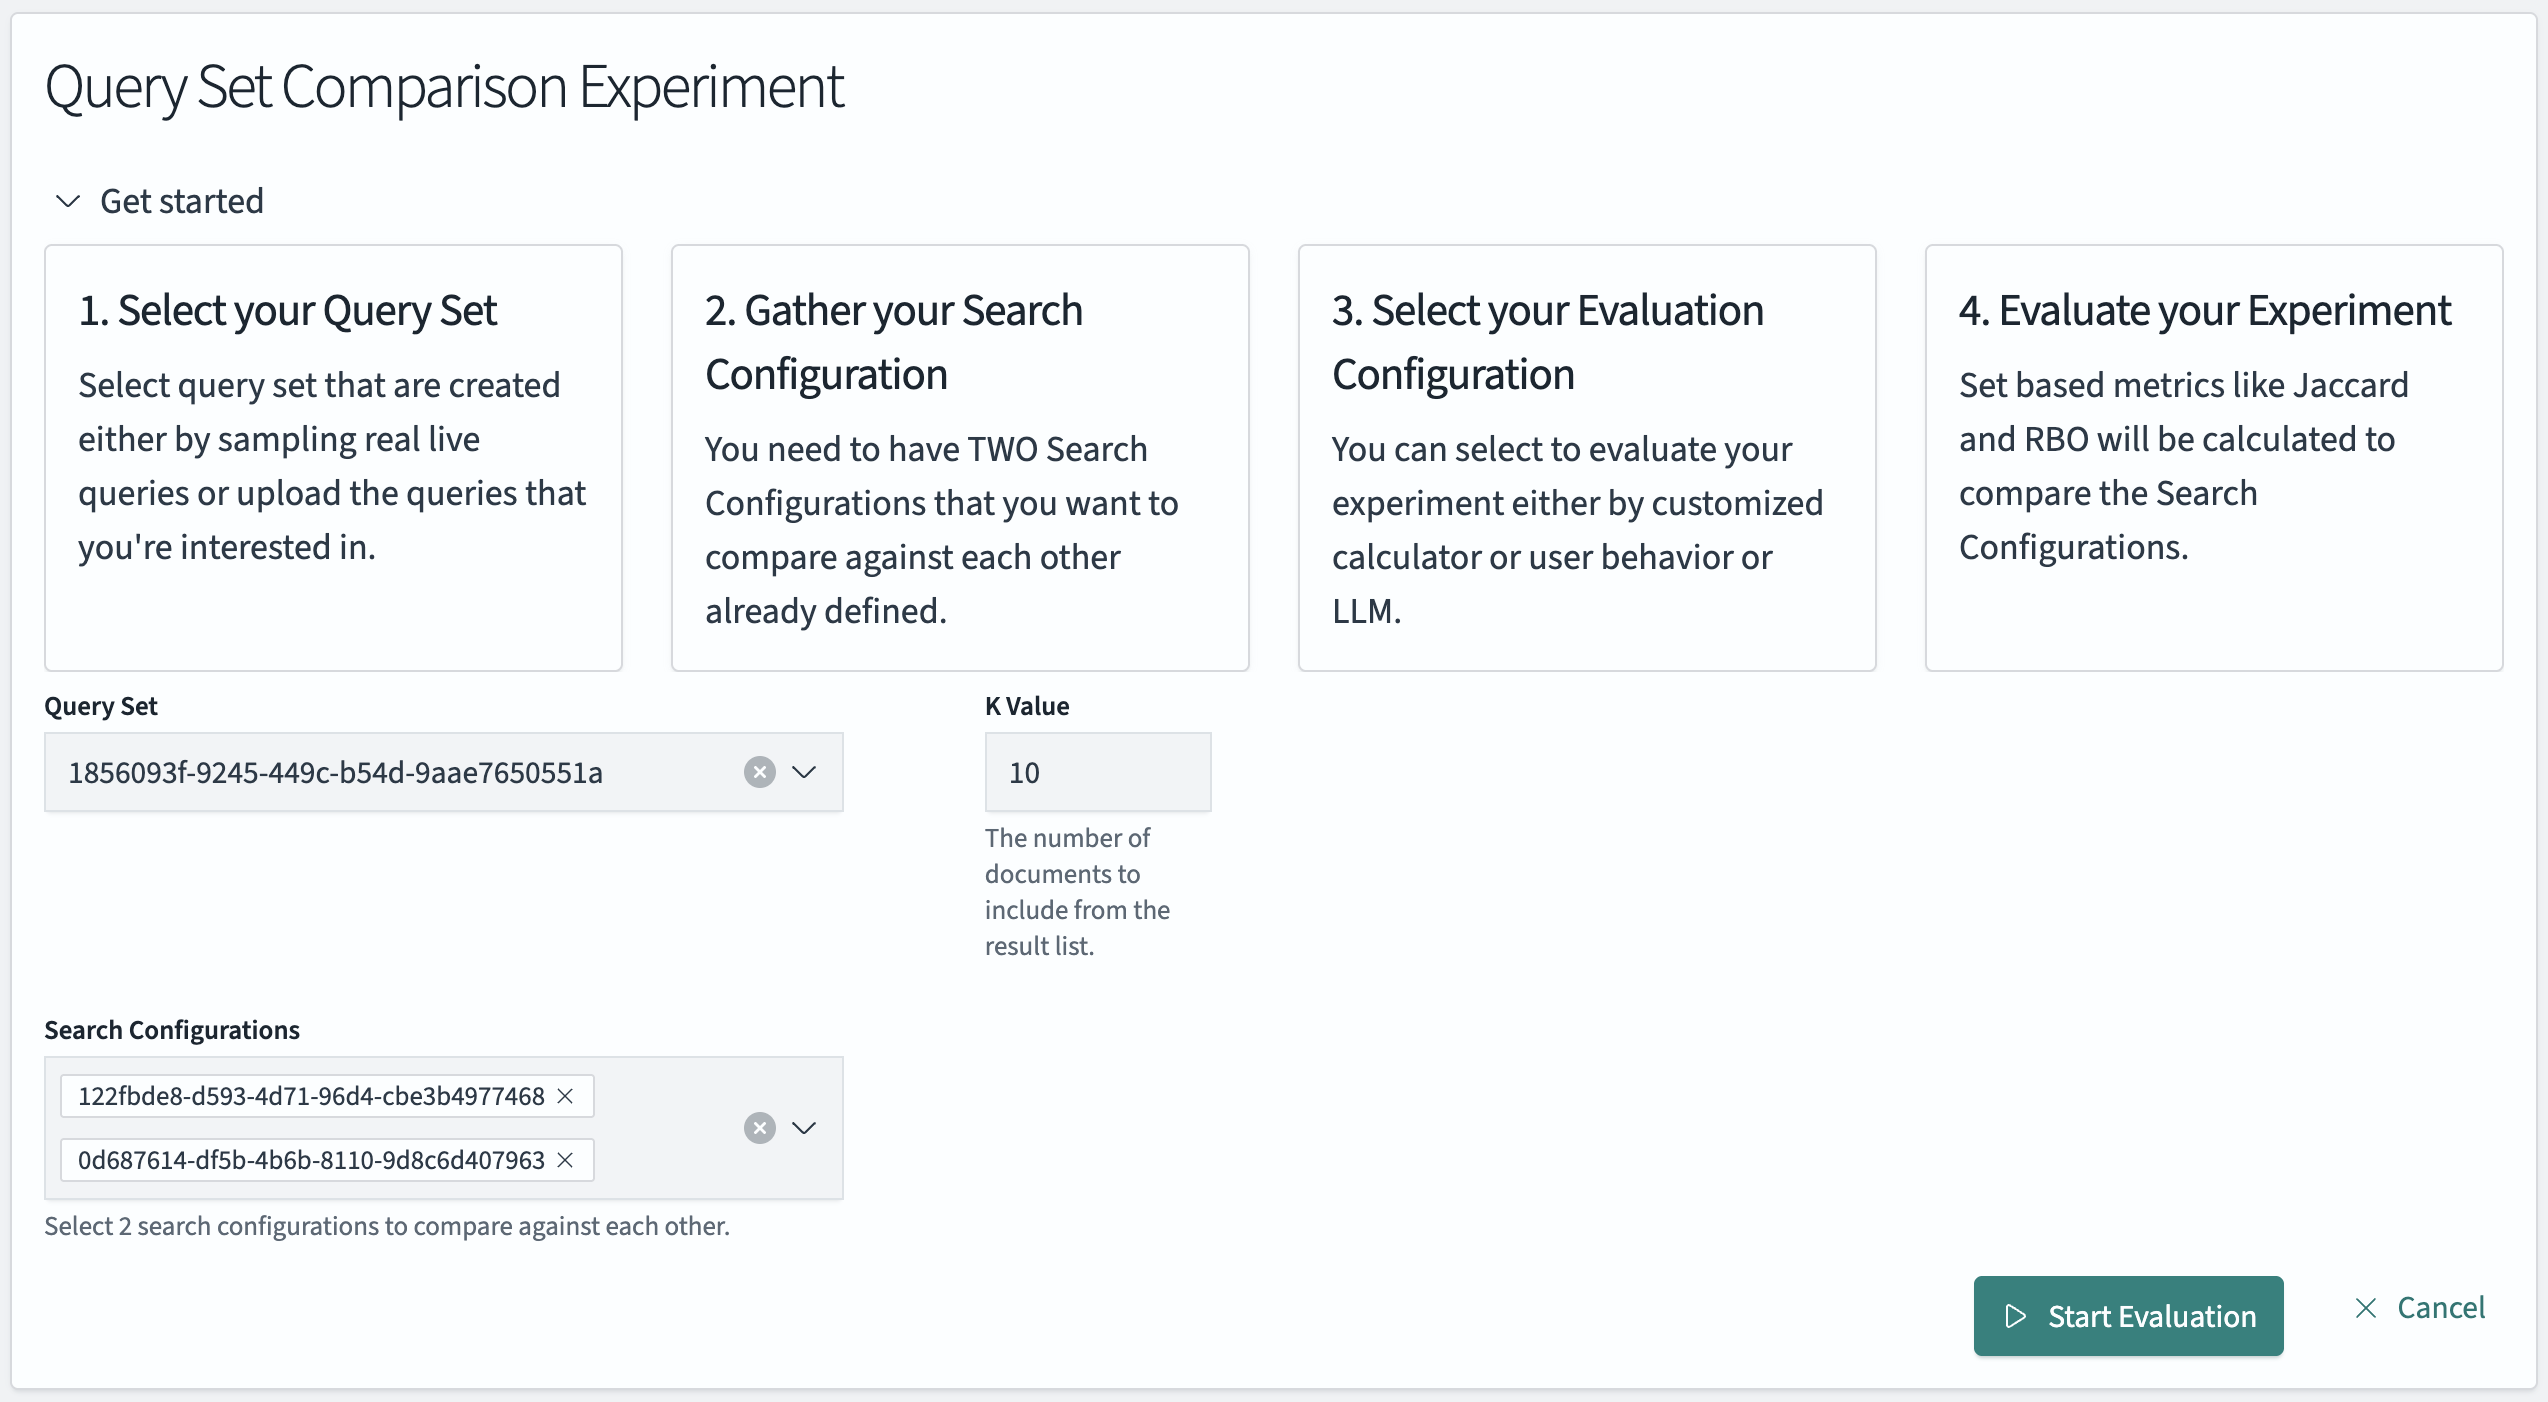 Query Set Comparison Experiment
Get started
1. Select your Query Set
Select query set that are created
either by sampling real live
queries or upload the queries that
you're interested in.
2. Gather your Search
Configuration
You need to have TWO Search
Configurations that you want to
compare against each other
already defined.
3. Select your Evaluation
Configuration
You can select to evaluate your
experiment either by customized
calculator or user behavior or
LLM.
4. Evaluate your Experiment
Set based metrics like Jaccard
and RBO will be calculated to
compare the Search
Configurations.
Query Set
1856093f-9245-449c-b54d-9aae7650551a
K Value
10
The number of
documents to
include from the
result list.
Search Configurations
122fbde8-d593-4d71-96d4-cbe3b4977468
0d687614-df5b-4b6b-8110-9d8c6d407963
Select 2 search configurations to compare against each other.
Start Evaluation
Cancel